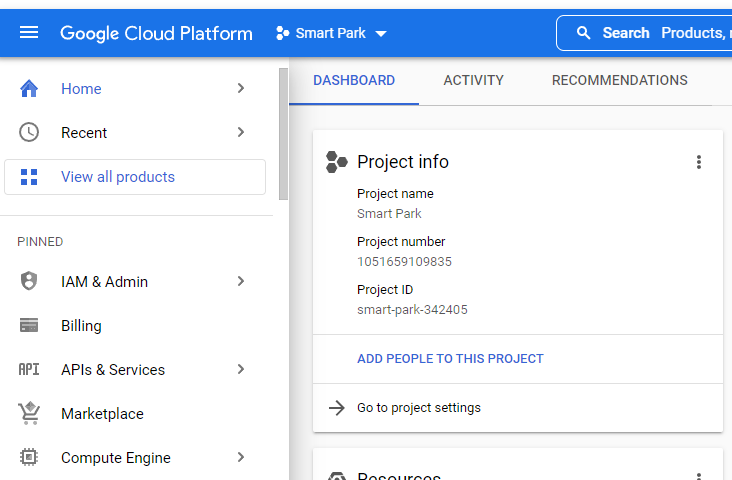 Google Cloud Platform Smart Park Search Products,
Home
Recent
View all products
PINNED
IAM & Admin
Billing
API APIs & Services
Marketplace
Compute Engine
DASHBOARD ACTIVITY RECOMMENDATIONS
Project info
Project name
Smart Park
Project number
1051659109835
Project ID
smart-park-342405
ADD PEOPLE TO THIS PROJECT
Go to project settings
Resources